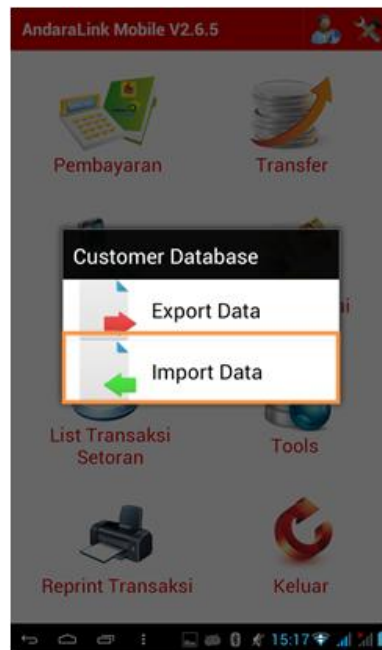 AndaraLink Mobile V2.6.5
Pembayaran
Transfer
Customer Database
Export Data
Import Data
List Transaksi
Setoran
Tools
Reprint Transaksi
Keluar
15:17